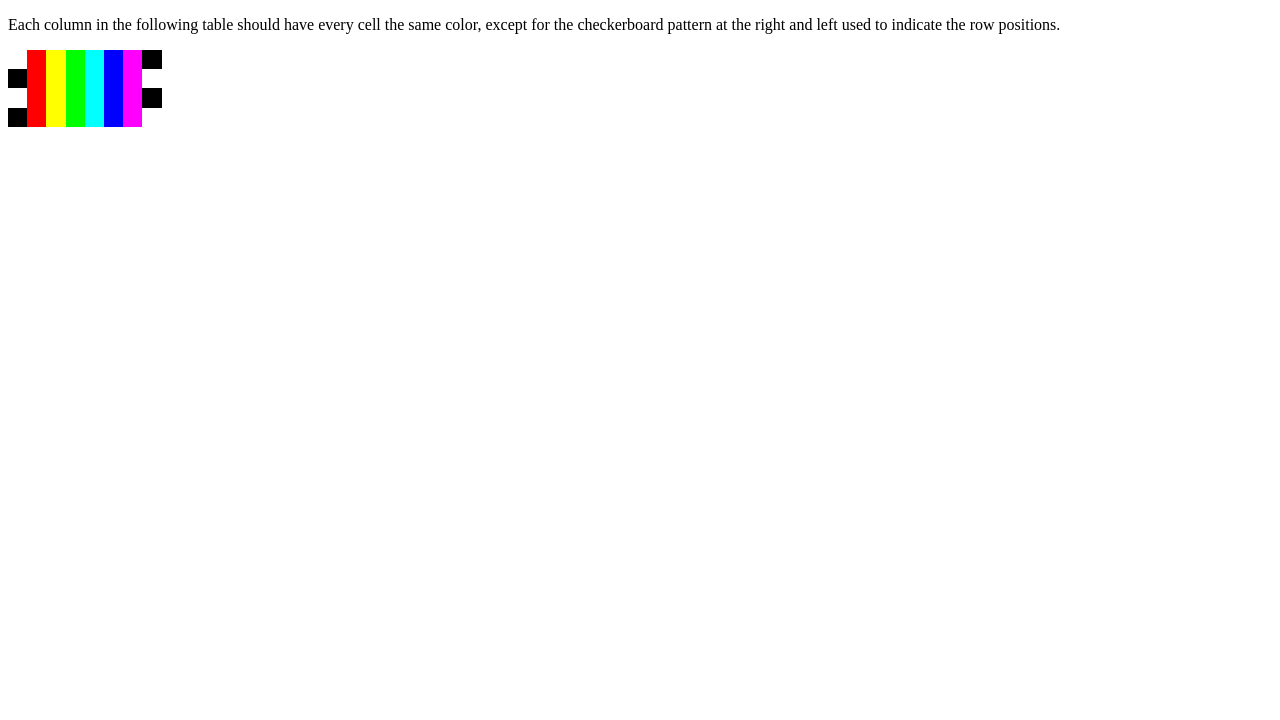 Each column in the following table should have every cell the same color, except for the checkerboard pattern at the right and left used to indicate the row positions.